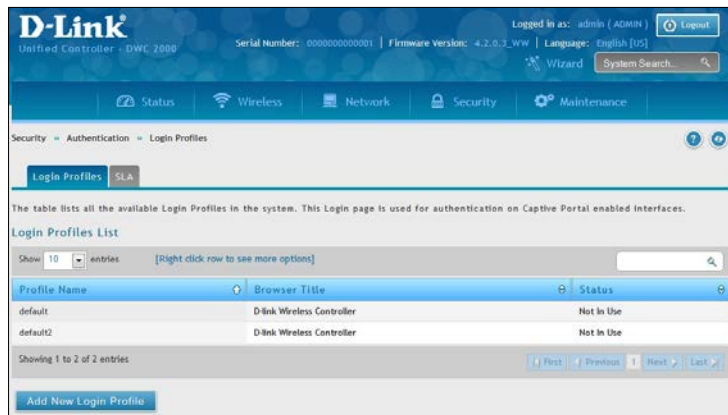 D-Link
Logged in as: admin ( ADMIN ) Logout
Unified Controller - DWC 2000
Serial Number: 0000000000001 | Firmware Version: 4.2.0.3_WW | Language: English [US]
Wizard System Search...
Status Wireless Network Security Maintenance
Security » Authentication » Login Profiles
Login Profiles SLA
The table lists all the available Login Profiles in the system. This Login page is used for authentication on Captive Portal enabled interfaces.
Login Profiles List
Show 10 entries [Right click row to see more options]
Profile Name Browser Title Status
default D-link Wireless Controller Not In Use
default2 D-link Wireless Controller Not In Use
Showing 1 to 2 of 2 entries First Previous 1 Next Last
Add New Login Profile